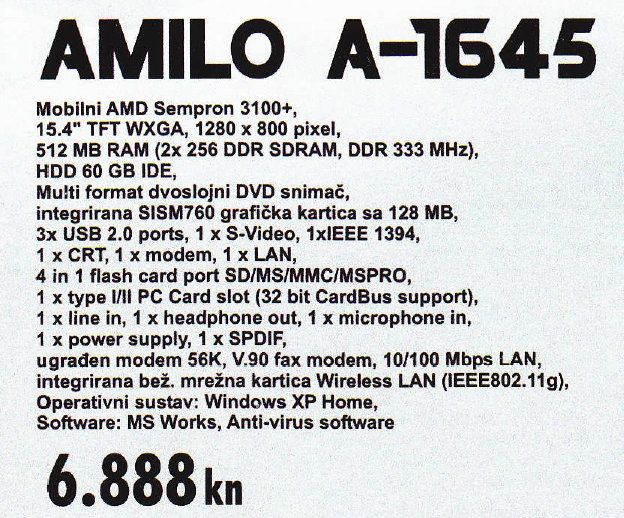 AMILO A-1645
Mobilni AMD Sempron 3100+,
15.4" TFT WXGA, 1280 x 800 pixel,
512 MB RAM (2x 256 DDR SDRAM, DDR 333 MHz),
HDD 60 GB IDE,
Multi format dvoslojni DVD snimač,
integrirana SISM760 grafička kartica sa 128 MB,
3x USB 2.0 ports, 1 x S-Video, 1xIEEE 1394,
1 x CRT, 1 x modem, 1 x LAN,
4 in 1 flash card port SD/MS/MMC/MSPRO,
1 x type I/II PC Card slot (32 bit CardBus support),
1 x line in, 1 x headphone out, 1 x microphone in,
1 x power supply, 1 x SPDIF,
ugrađen modem 56K, V.90 fax modem, 10/100 Mbps LAN,
integrirana bež. mrežna kartica Wireless LAN (IEEE802.11g),
Operativni sustav: Windows XP Home,
Software: MS Works, Anti-virus software
6.888 kn